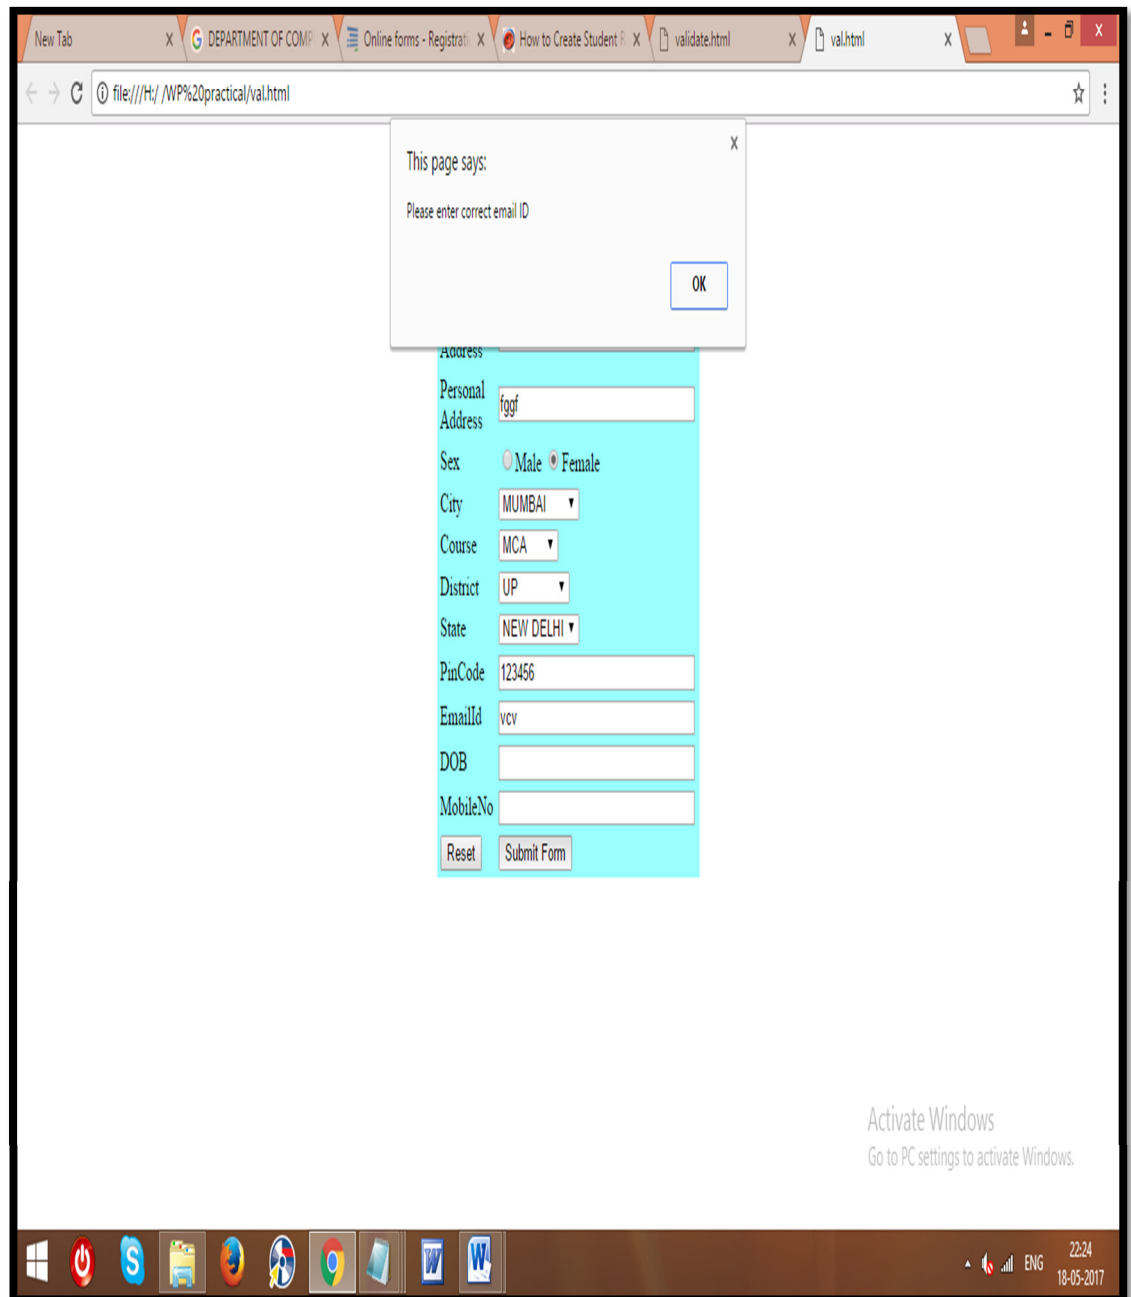 New Tab
DEPARTMENT OF COMP
Online forms - Registrati
How to Create Student R
validate.html
val.html
file:///H:/ /WP%20practical/val.html
This page says:
Please enter correct email ID
OK
Address
Personal
Address
fggf
Sex Male Female
City MUMBAI
Course MCA
District UP
State NEW DELHI
PinCode 123456
EmailId vcv
DOB
MobileNo
Reset Submit Form
Activate Windows
Go to PC settings to activate Windows.
ENG
22:24
18-05-2017